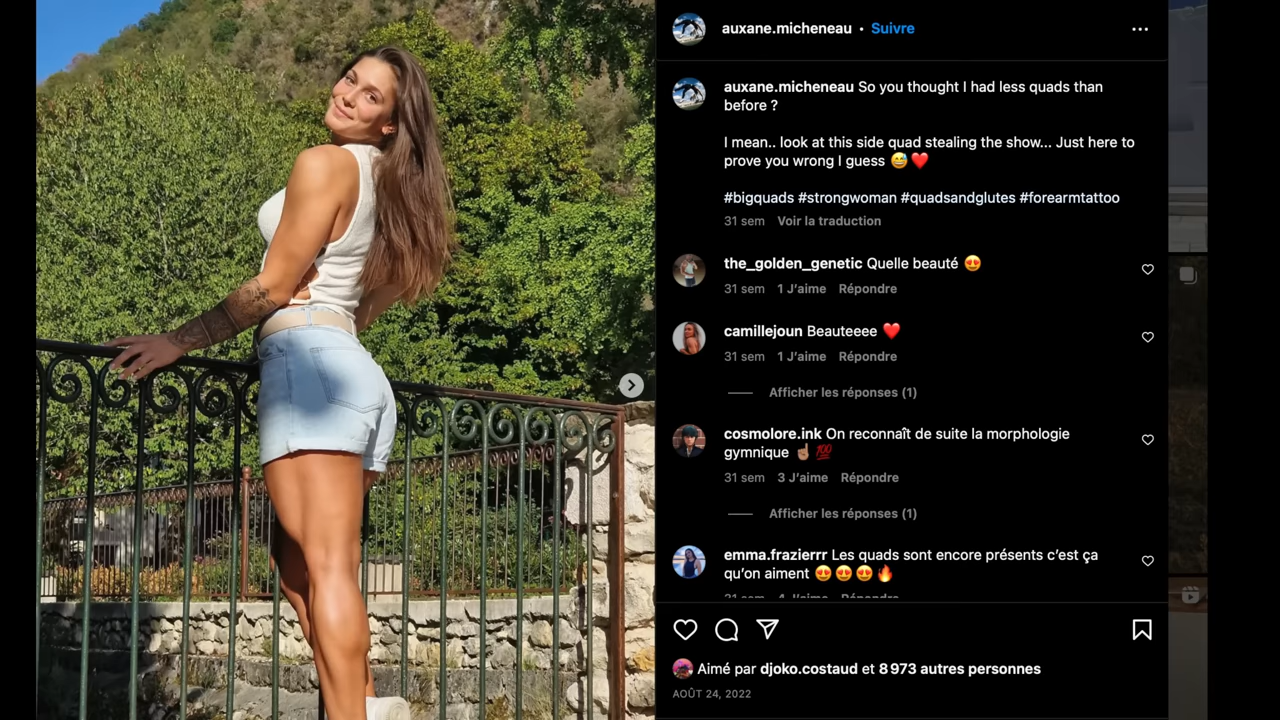 auxane.micheneau • Suivre
auxane.micheneau So you thought I had less quads than
before ?
I mean.. look at this side quad stealing the show... Just here to
prove you wrong I guess 😅❤️
#bigquads #strongwoman #quadsandglutes #forearmtattoo
31 sem Voir la traduction
the_golden_genetic Quelle beauté 😍
31 sem 1 J’aime Répondre
camillejoun Beauteeee ❤️
31 sem 1 J’aime Répondre
Afficher les réponses (1)
cosmolore.ink On reconnaît de suite la morphologie
gymnique ☝🏽💯
31 sem 3 J’aime Répondre
Afficher les réponses (1)
emma.frazierrr Les quads sont encore présents c’est ça
qu’on aiment 😍😍😍🔥
31 sem 4 J’aime Répondre
Aimé par djoko.costaud et 8 973 autres personnes
AOÛT 24, 2022